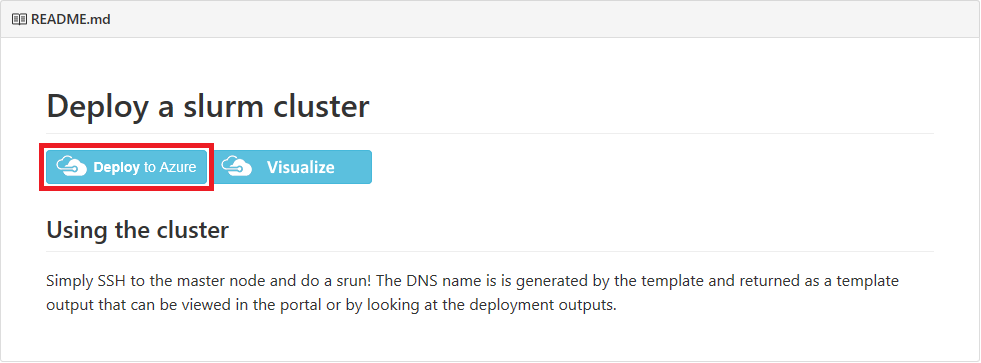 README.md
Deploy a slurm cluster
Deploy to Azure Visualize
Using the cluster
Simply SSH to the master node and do a srun! The DNS name is is generated by the template and returned as a template
output that can be viewed in the portal or by looking at the deployment outputs.